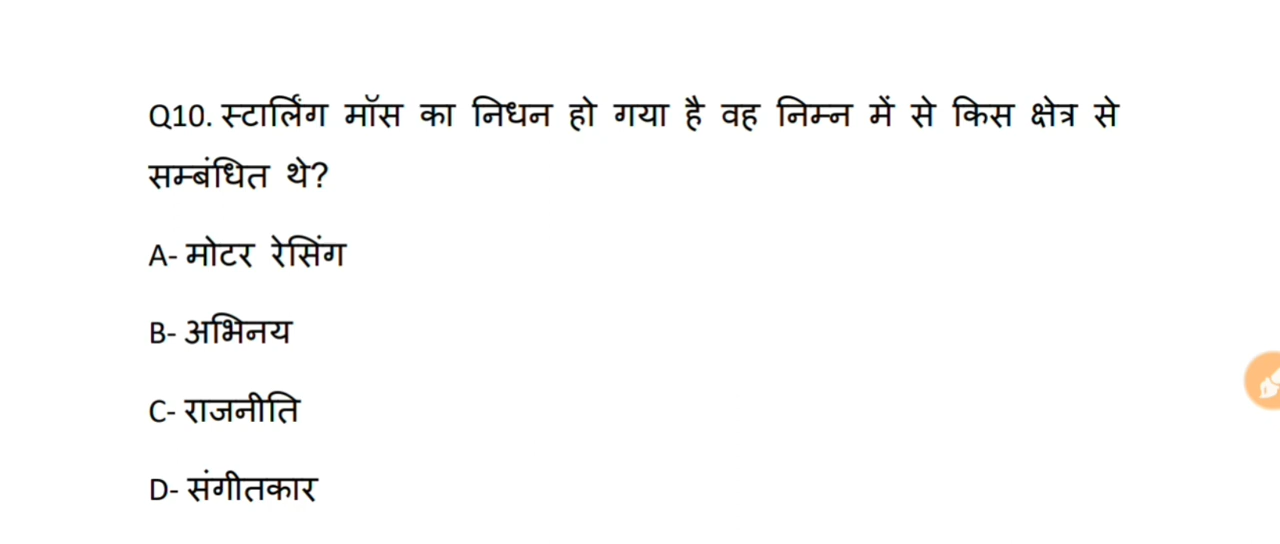 Q10. स्टार्लिंग मॉस का निधन हो गया है वह निम्न में से किस क्षेत्र से
सम्बंधित थे?
A- मोटर रेसिंग
B- अभिनय
C- राजनीति
D- संगीतकार